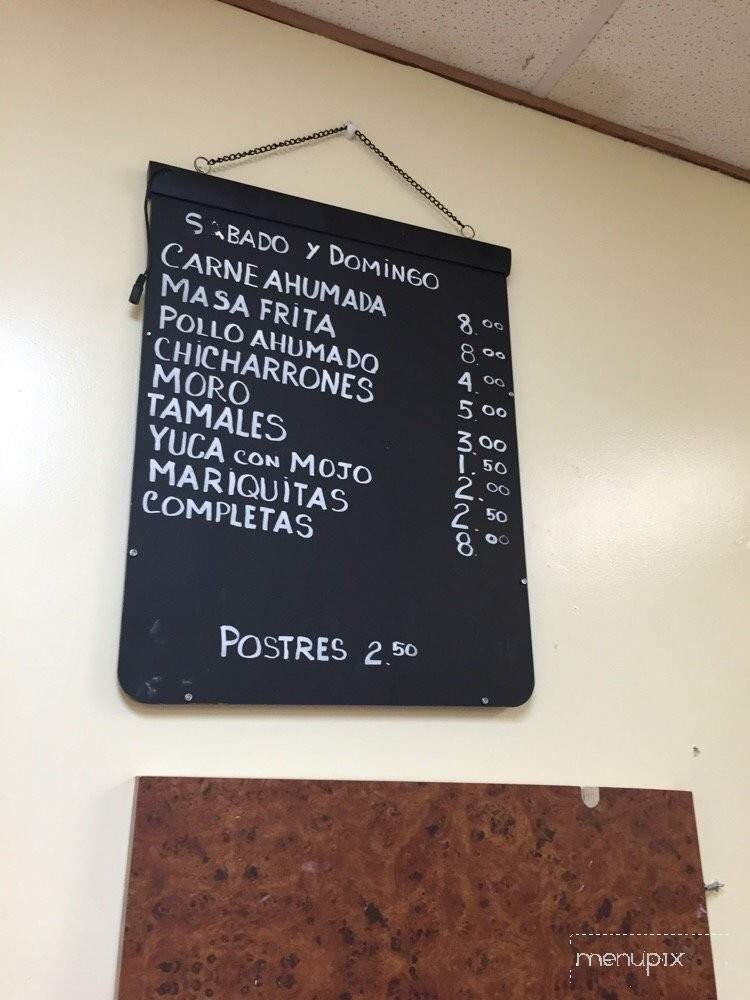 SABADO Y DOMINGO
CARNE AHUMADA 8.00
MASA FRITA 8.00
POLLO AHUMADO 4.00
CHICHARRONES 5.00
MORO 3.00
TAMALES 1.50
YUCA CON MOJO 2.00
MARIQUITAS 2.50
COMPLETAS 8.00
POSTRES 2.50
menupix